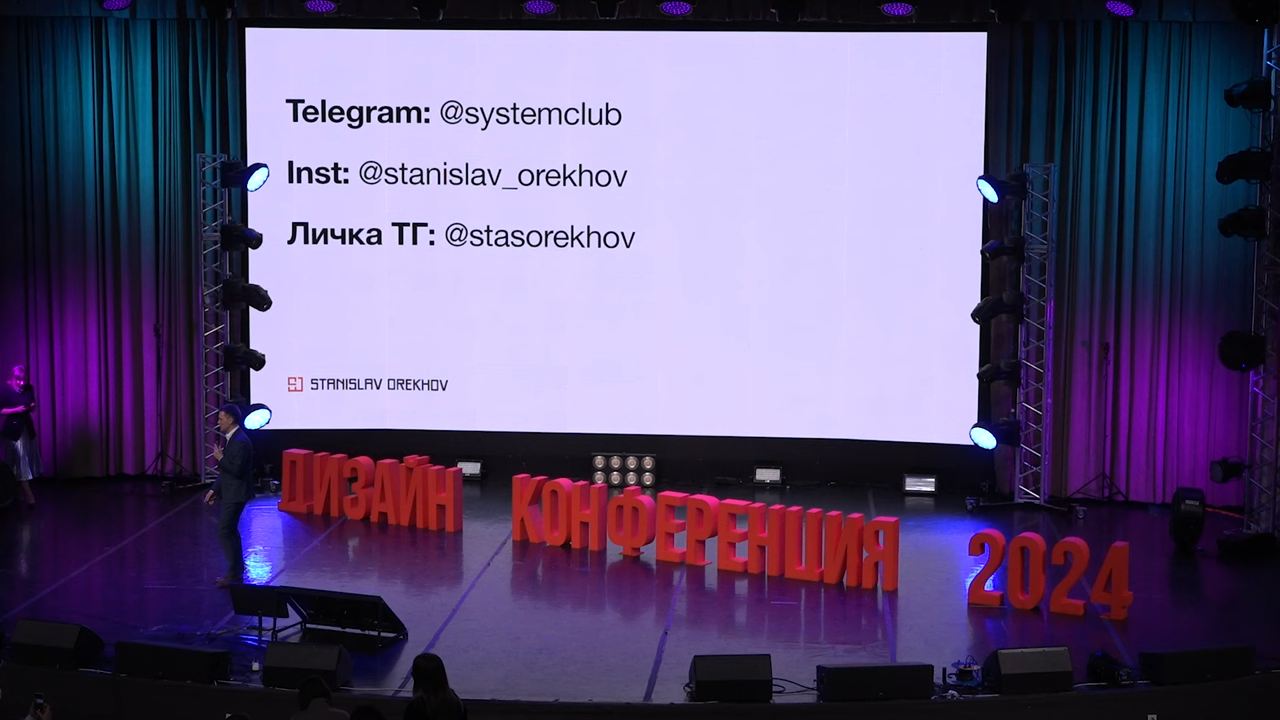 Telegram: @systemclub
Inst: @stanislav_orekhov
Личка ТГ: @stasorekhov
STANISLAV OREKHOV
ДИЗАЙН КОНФЕРЕНЦИЯ 2024